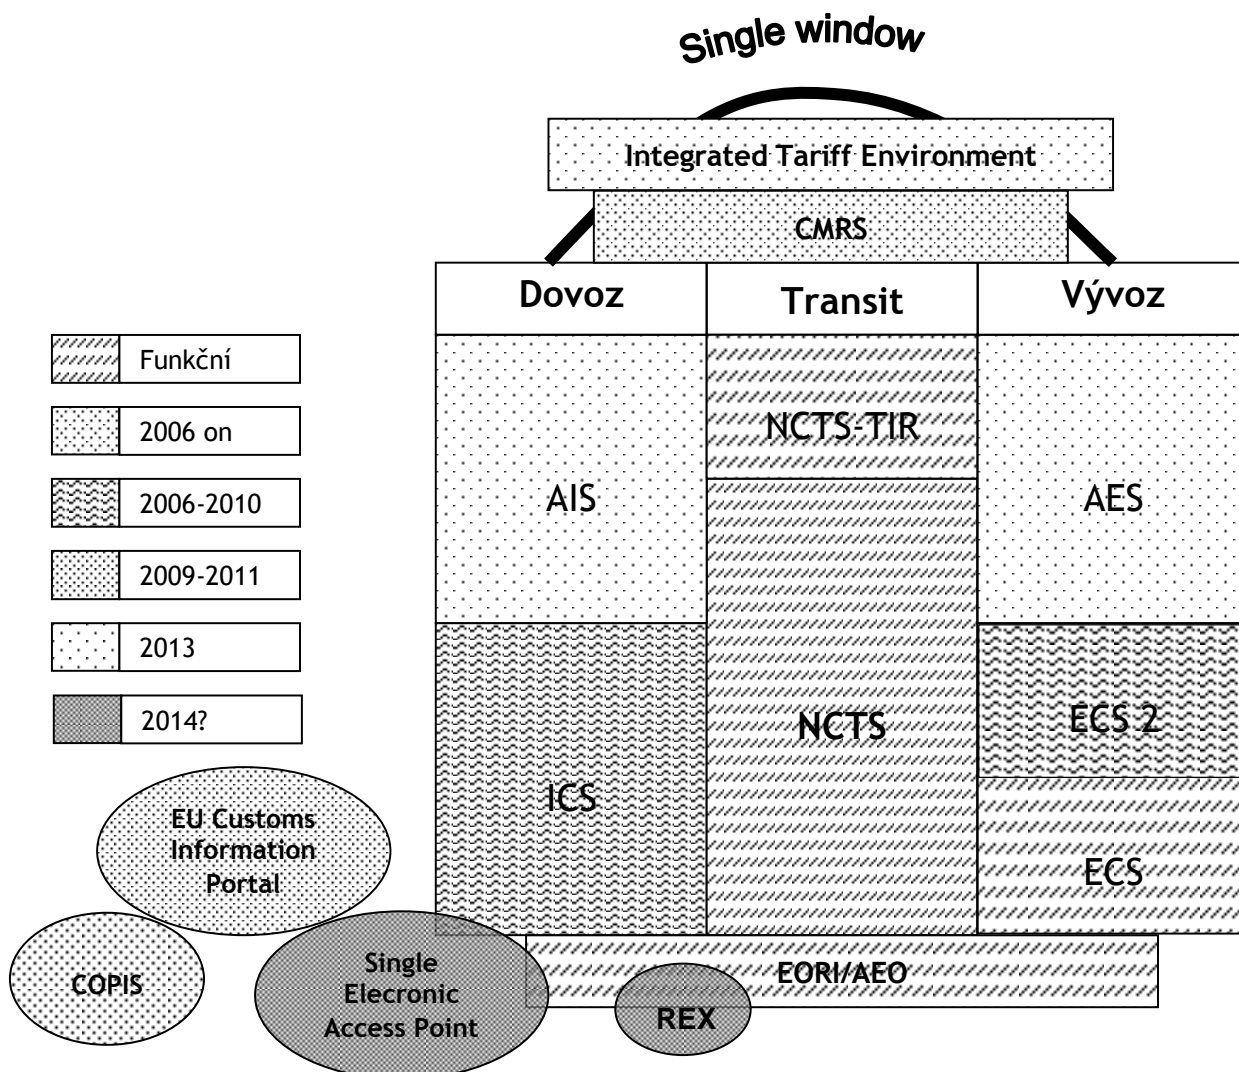 Single window
Integrated Tariff Environment
CMRS
Dovoz
Transit
Vývoz
Funkční
2006 on
2006-2010
2009-2011
2013
2014?
NCTS-TIR
AIS
AES
NCTS
ECS 2
ICS
ECS
EU Customs
Information
Portal
COPIS
Single
Elecronic
Access Point
EORI/AEO
REX